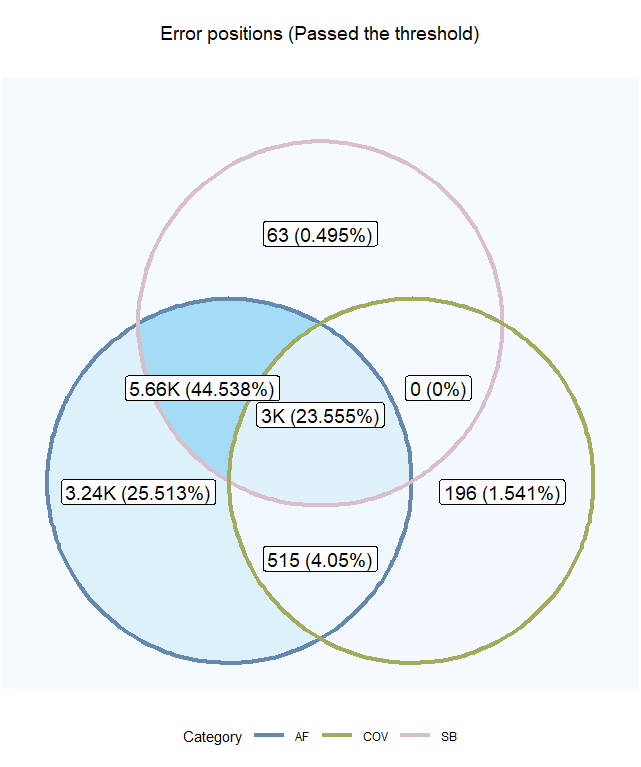 Error positions (Passed the threshold)
63 (0.495%)
5.66K (44.538%)
0 (0%)
3K (23.555%)
3.24K (25.513%)
196 (1.541%)
515 (4.05%)
Category AF COV SB